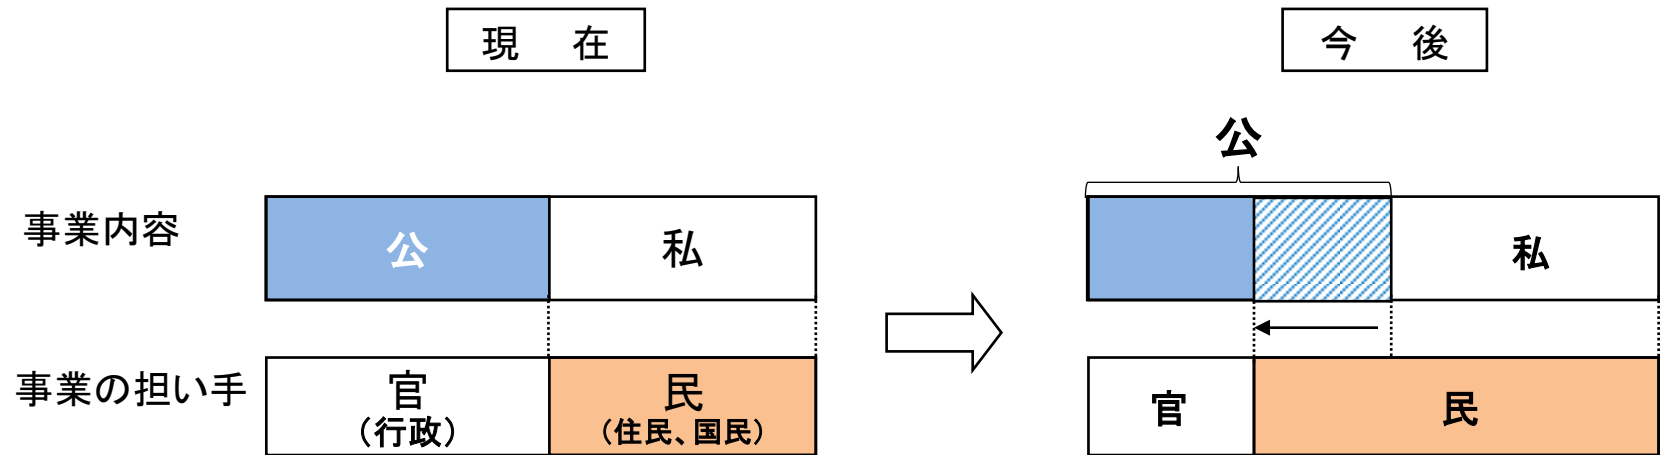 現　在
今　後
公
事業内容
公
私
私
事業の担い手
官
（行政）
民
（住民、国民）
官
民